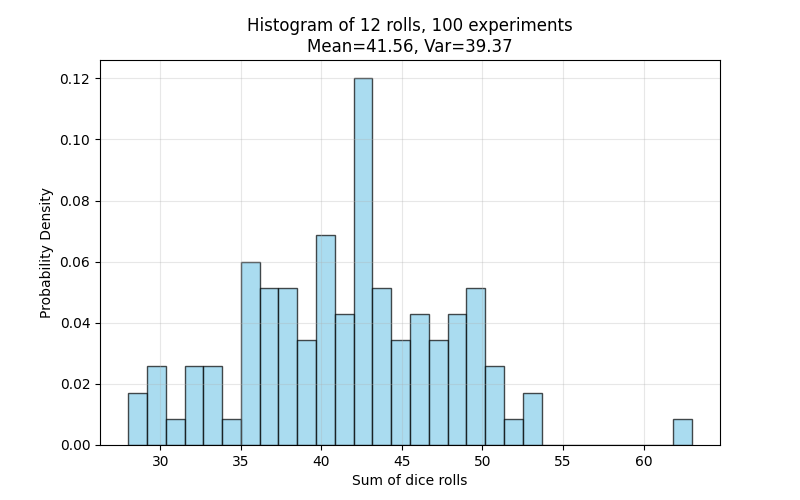 Histogram of 12 rolls, 100 experiments
Mean=41.56, Var=39.37
0.12
0.10
0.08
0.06
0.04
0.02
0.00
Probability Density
30 35 40 45 50 55 60
Sum of dice rolls